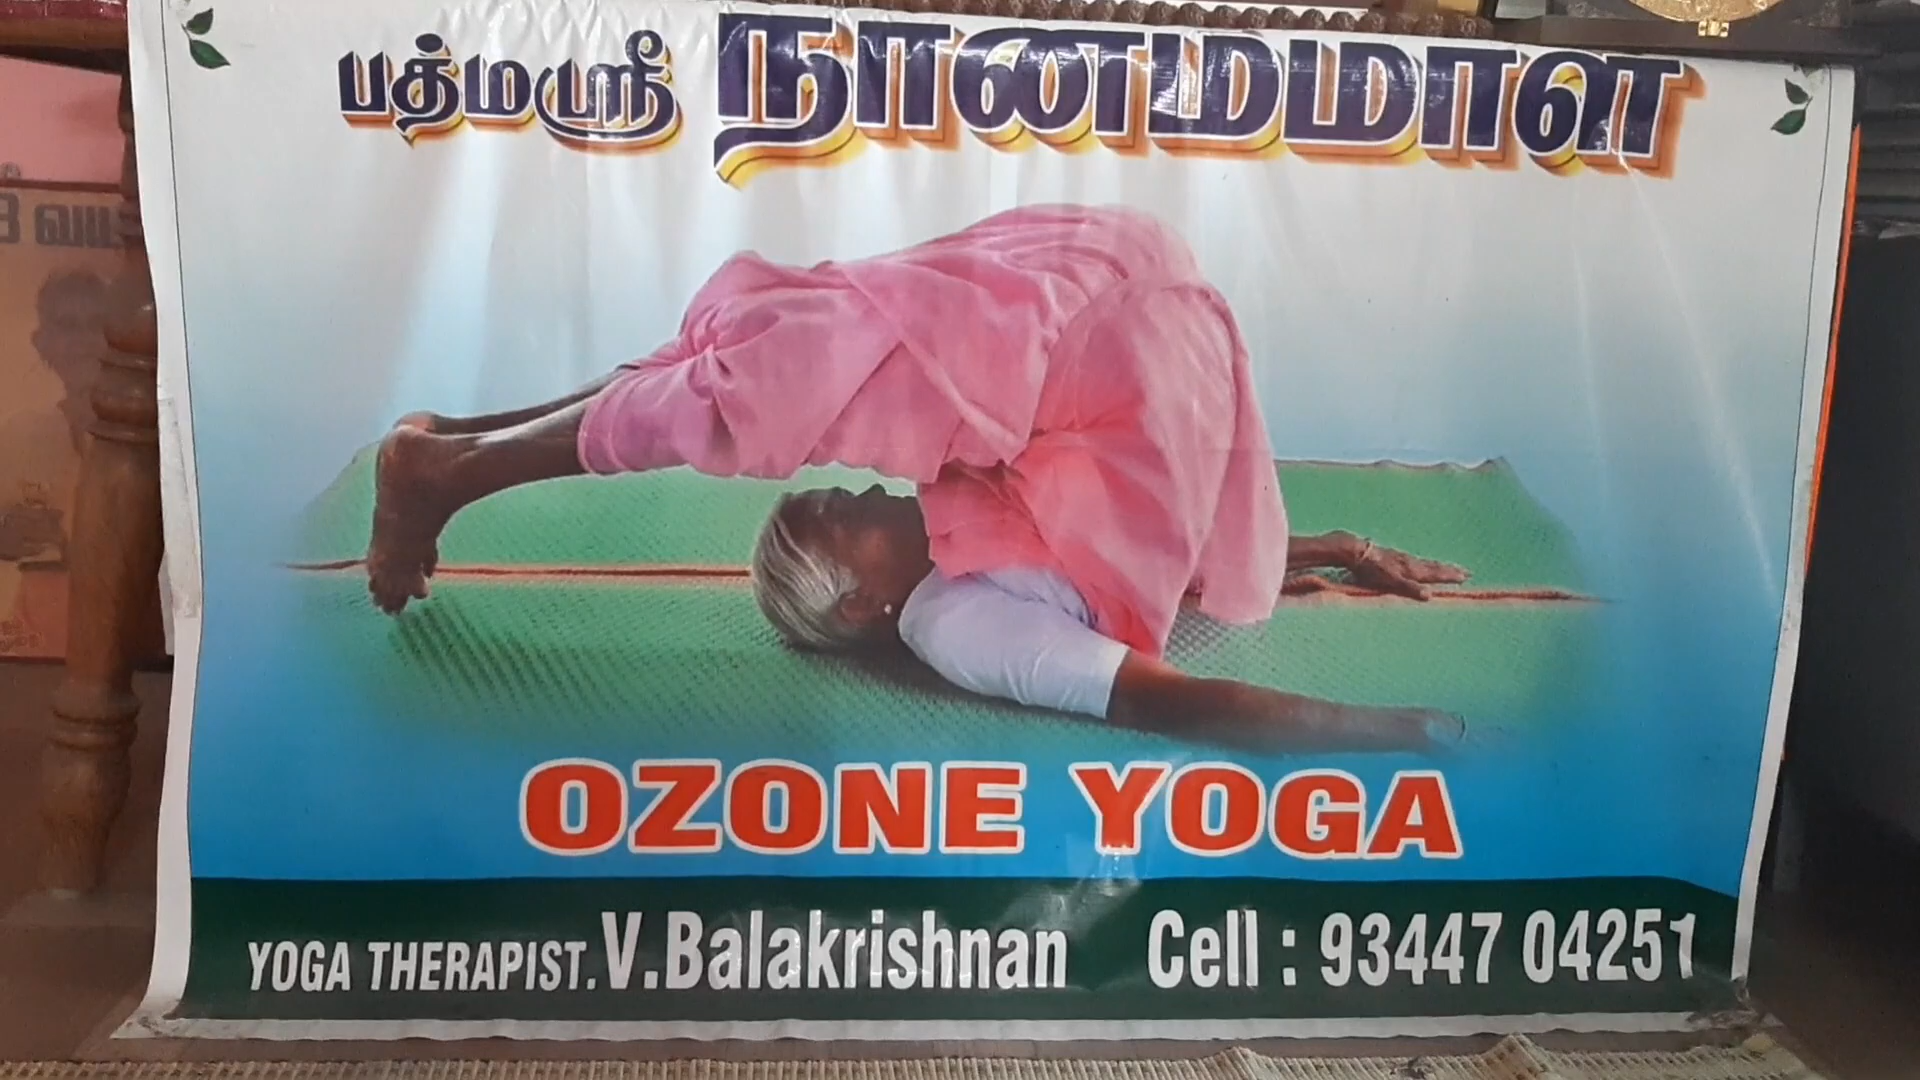 பத்மஸ்ரீ நானம்மாள்
OZONE YOGA
YOGA THERAPIST. V.Balakrishnan Cell : 93447 04251